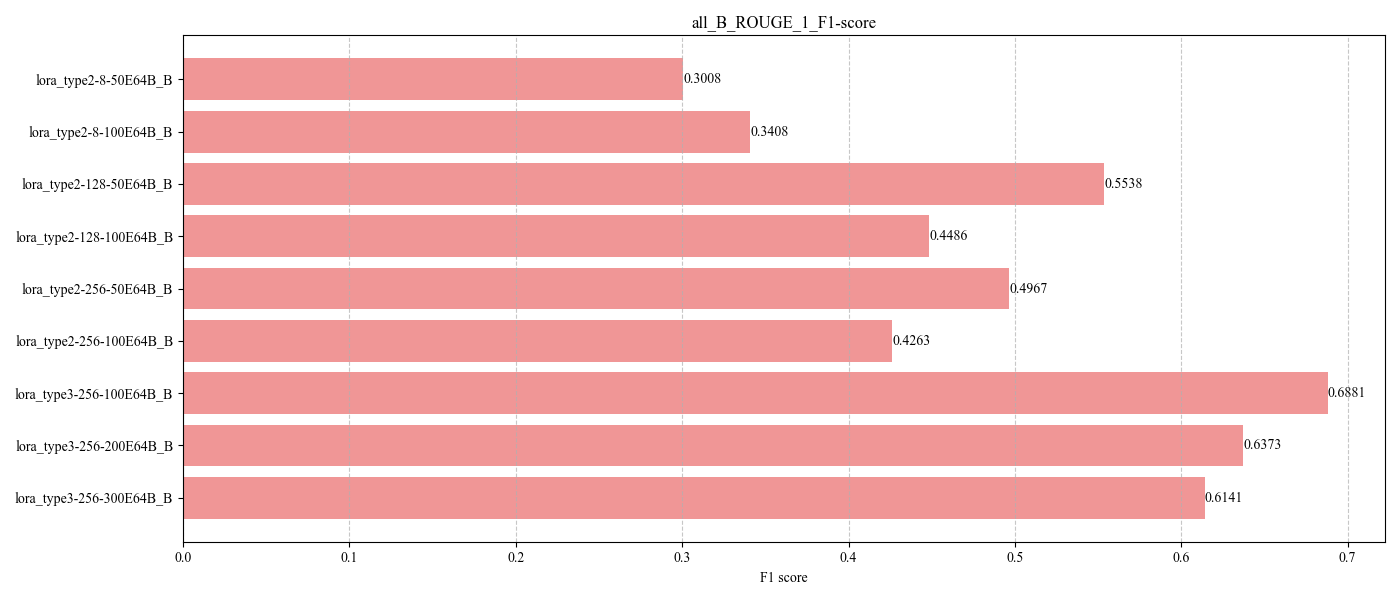 all_B_ROUGE_1_F1-score
lora_type2-8-50E64B_B 0.3008
lora_type2-8-100E64B_B 0.3408
lora_type2-128-50E64B_B 0.5538
lora_type2-128-100E64B_B 0.4486
lora_type2-256-50E64B_B 0.4967
lora_type2-256-100E64B_B 0.4263
lora_type3-256-100E64B_B 0.6881
lora_type3-256-200E64B_B 0.6373
lora_type3-256-300E64B_B 0.6141
0.0 0.1 0.2 0.3 0.4 0.5 0.6 0.7
F1 score